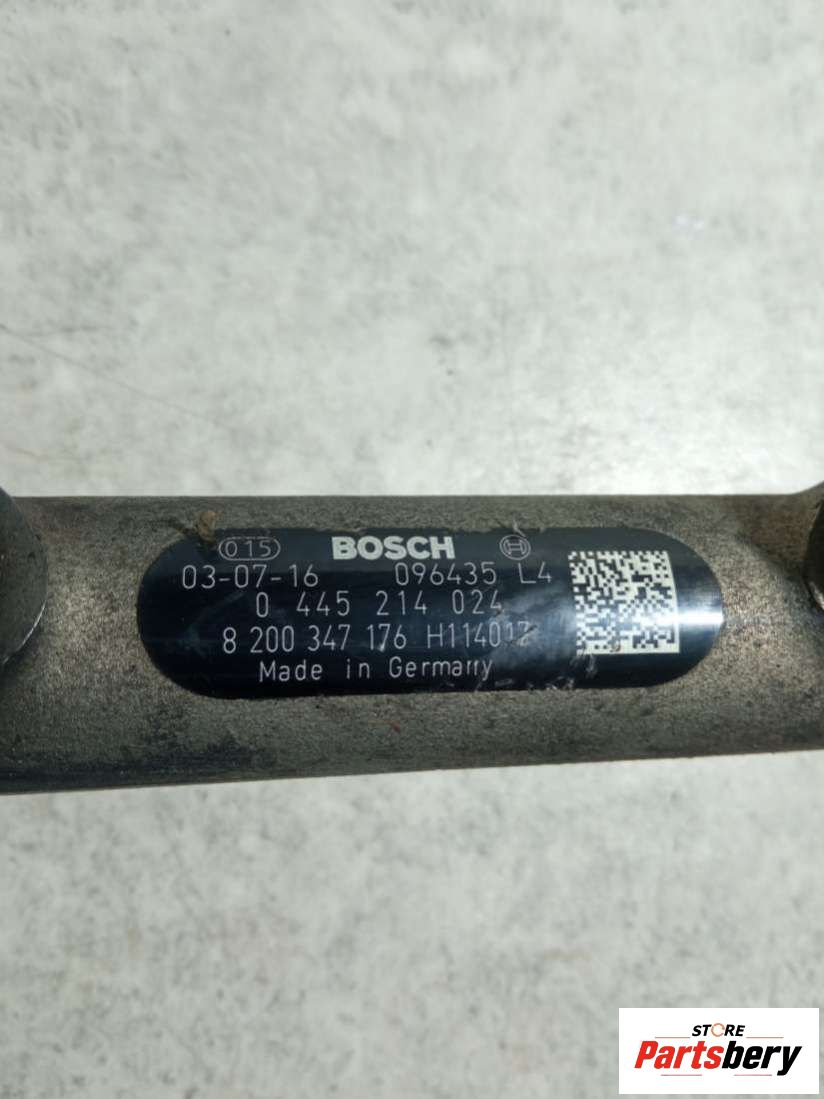 015 BOSCH
03-07-16 096435 L4
0 445 214 024
8 200 347 176 H114017
Made in Germany
STORE
Partsbery